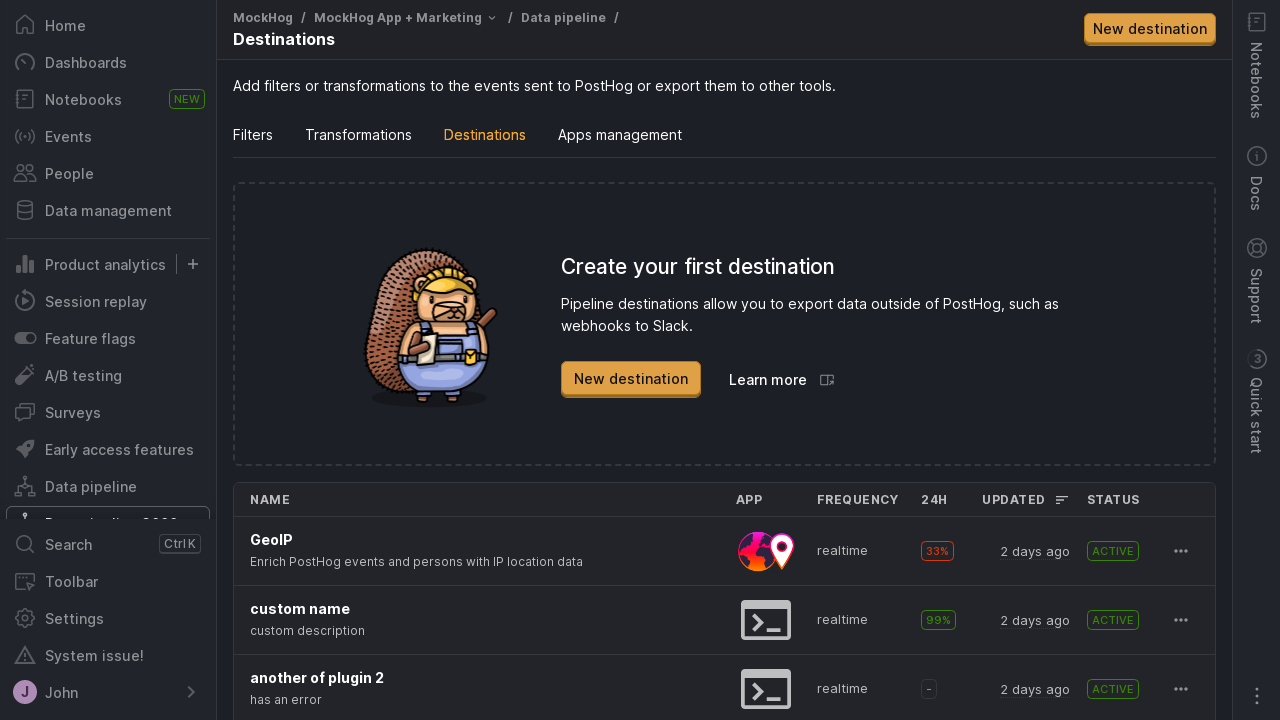 Home
Dashboards
Notebooks NEW
Events
People
Data management
Product analytics
Session replay
Feature flags
A/B testing
Surveys
Early access features
Data pipeline
Search Ctrl K
Toolbar
Settings
System issue!
J John
MockHog / MockHog App + Marketing / Data pipeline /
Destinations
New destination
Add filters or transformations to the events sent to PostHog or export them to other tools.
Filters Transformations Destinations Apps management
Create your first destination
Pipeline destinations allow you to export data outside of PostHog, such as
webhooks to Slack.
New destination Learn more
NAME APP FREQUENCY 24H UPDATED STATUS
GeoIP
Enrich PostHog events and persons with IP location data
realtime 33% 2 days ago ACTIVE
custom name
custom description
realtime 99% 2 days ago ACTIVE
another of plugin 2
has an error
realtime - 2 days ago ACTIVE
Notebooks
Docs
Support
3
Quick start